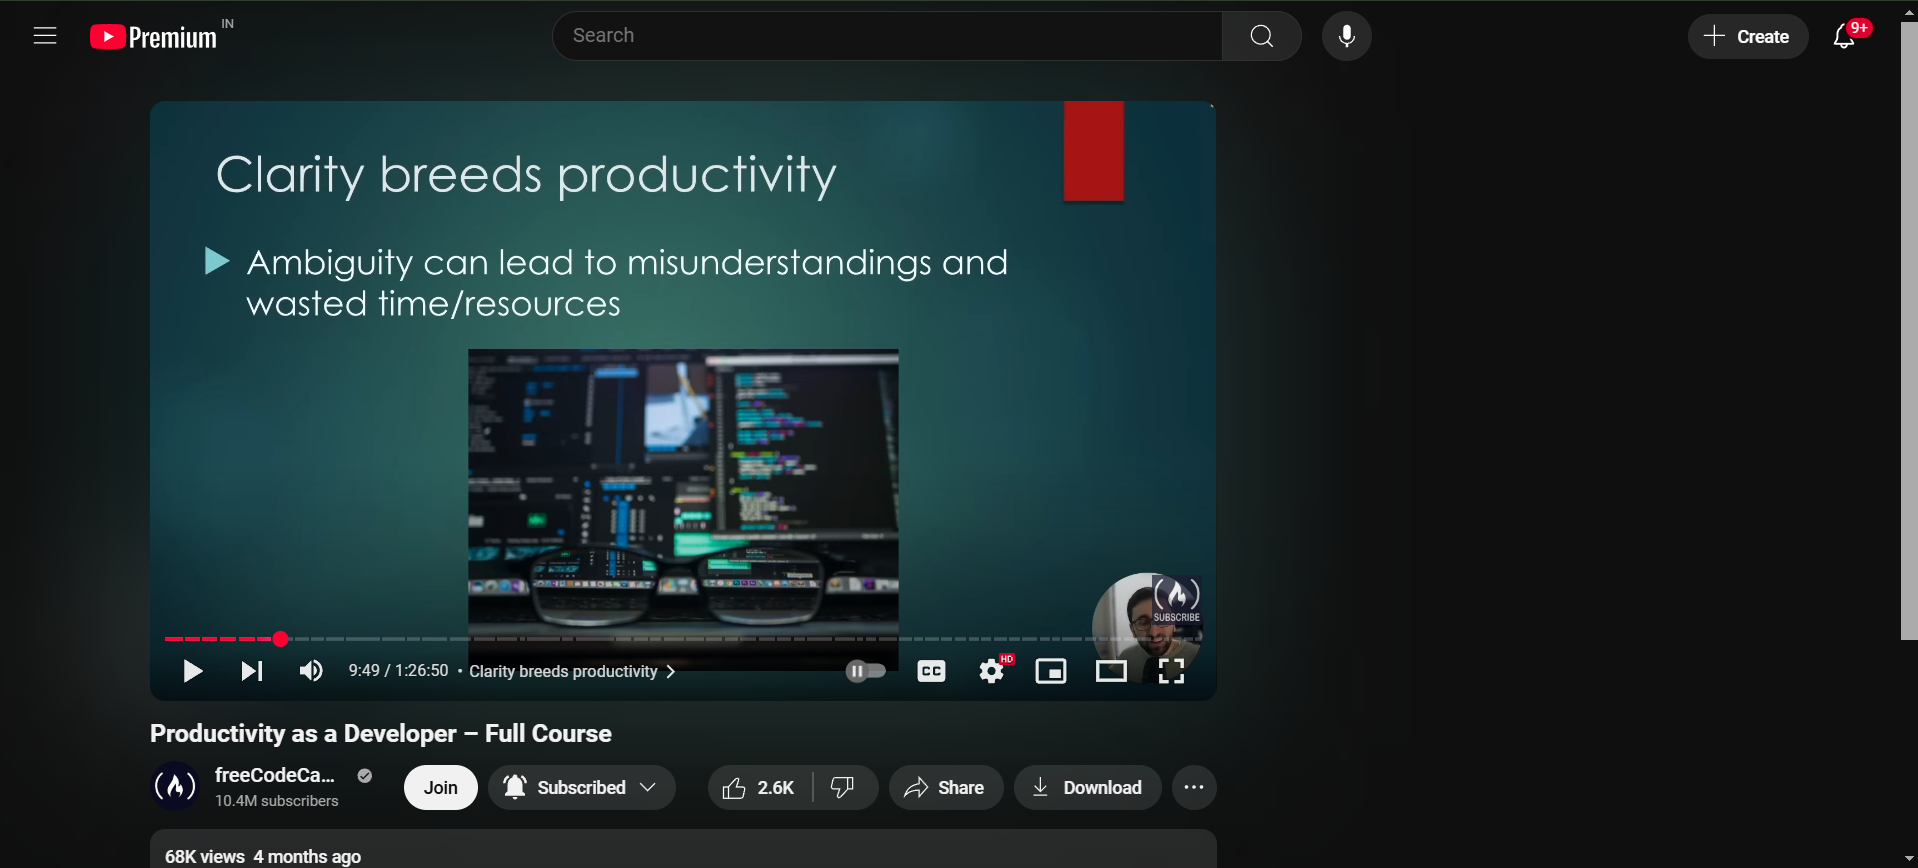 Premium IN
Search
Create
9+
Clarity breeds productivity
Ambiguity can lead to misunderstandings and
wasted time/resources
SUBSCRIBE
9:49 / 1:26:50 • Clarity breeds productivity
CC
HD
Productivity as a Developer – Full Course
freeCodeCa...
10.4M subscribers
Join
Subscribed
2.6K
Share
Download
68K views 4 months ago